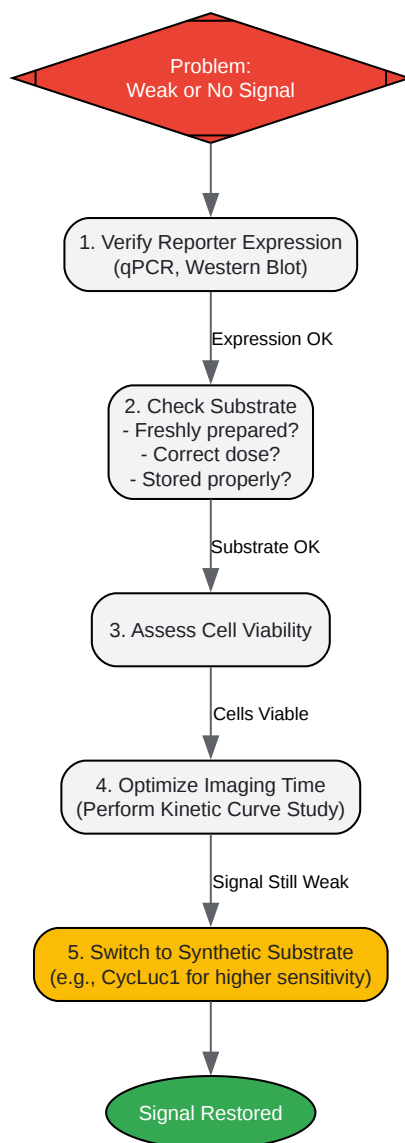 Problem:
Weak or No Signal
1. Verify Reporter Expression
(qPCR, Western Blot)
Expression OK
2. Check Substrate
- Freshly prepared?
- Correct dose?
- Stored properly?
Substrate OK
3. Assess Cell Viability
Cells Viable
4. Optimize Imaging Time
(Perform Kinetic Curve Study)
Signal Still Weak
5. Switch to Synthetic Substrate
(e.g., CycLuc1 for higher sensitivity)
Signal Restored